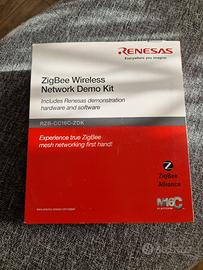 RENESAS
Everywhere you imagine.
ZigBee Wireless
Network Demo Kit
Includes Renesas demonstration
hardware and software
RZB-CC16C-ZDK
Experience true ZigBee
mesh networking first hand!
ZigBee
Alliance
M16C